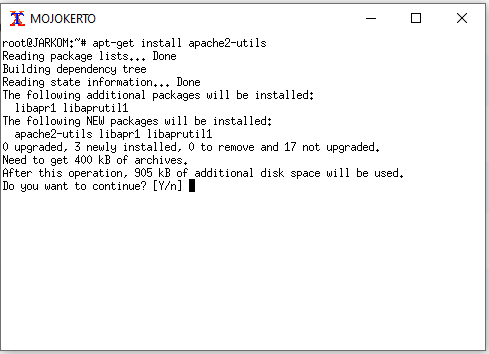 MOJOKERTO
root@JARKOM:~# apt-get install apache2-utils
Reading package lists... Done
Building dependency tree
Reading state information... Done
The following additional packages will be installed:
  libapr1 libaprutil1
The following NEW packages will be installed:
  apache2-utils libapr1 libaprutil1
0 upgraded, 3 newly installed, 0 to remove and 17 not upgraded.
Need to get 400 kB of archives.
After this operation, 905 kB of additional disk space will be used.
Do you want to continue? [Y/n]